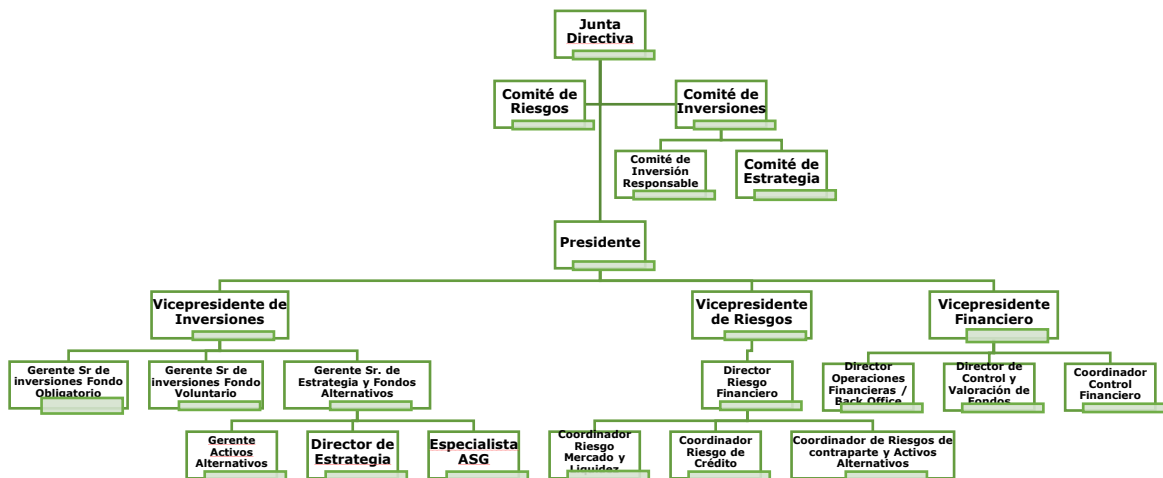 Junta
Directiva
Comité de
Riesgos
Comité de
Inversiones
Comité de
Inversión
Responsable
Comité de
Estrategia
Presidente
Vicepresidente de
Inversiones
Vicepresidente
de Riesgos
Vicepresidente
Financiero
Gerente Sr de
inversiones Fondo
Obligatorio
Gerente Sr de
inversiones Fondo
Voluntario
Gerente Sr. de
Estrategia y Fondos
Alternativos
Director
Riesgo
Financiero
Director
Operaciones
Financieras /
Back Office
Director de
Control y
Valoración de
Fondos
Coordinador
Control
Financiero
Gerente
Activos
Alternativos
Director de
Estrategia
Especialista
ASG
Coordinador
Riesgo
Mercado y
Liquidez
Coordinador
Riesgo de
Crédito
Coordinador de Riesgos de
contraparte y Activos
Alternativos